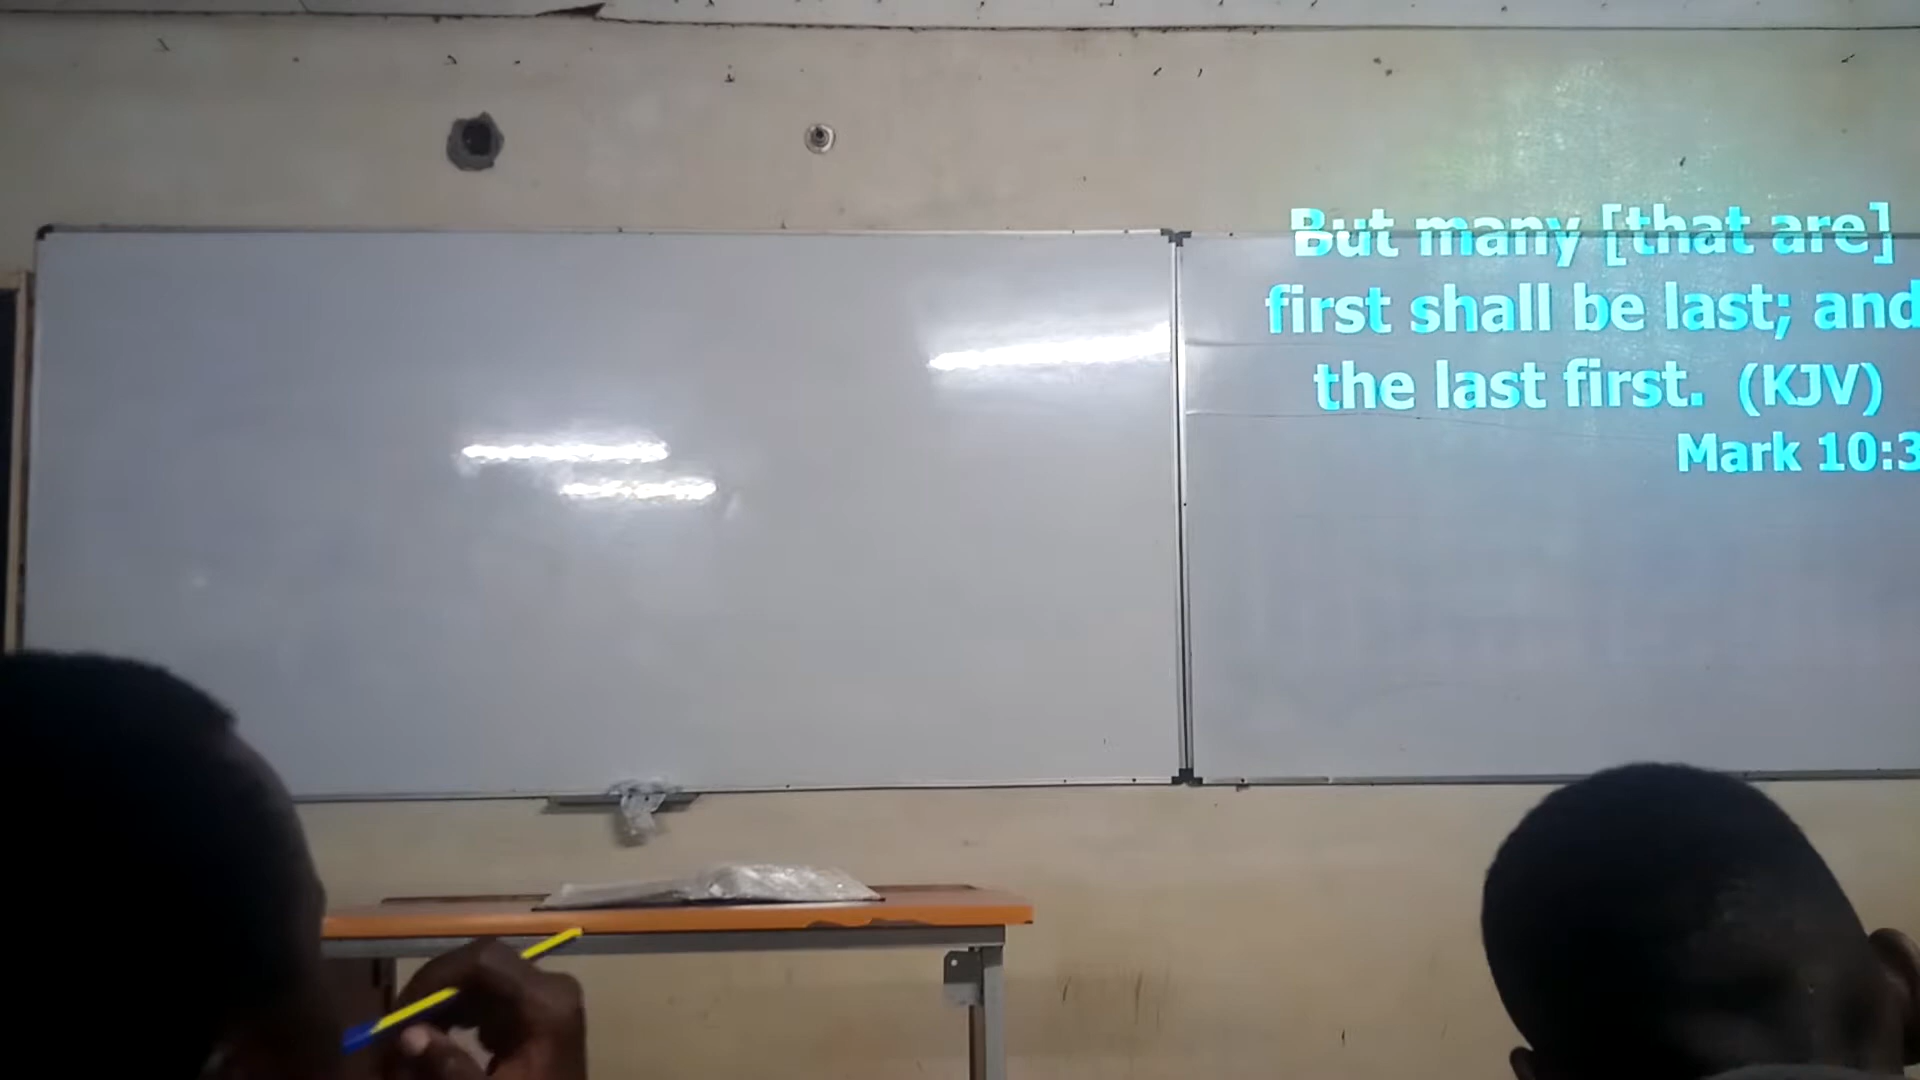 But many [that are]
first shall be last; and
the last first. (KJV)
Mark 10:3